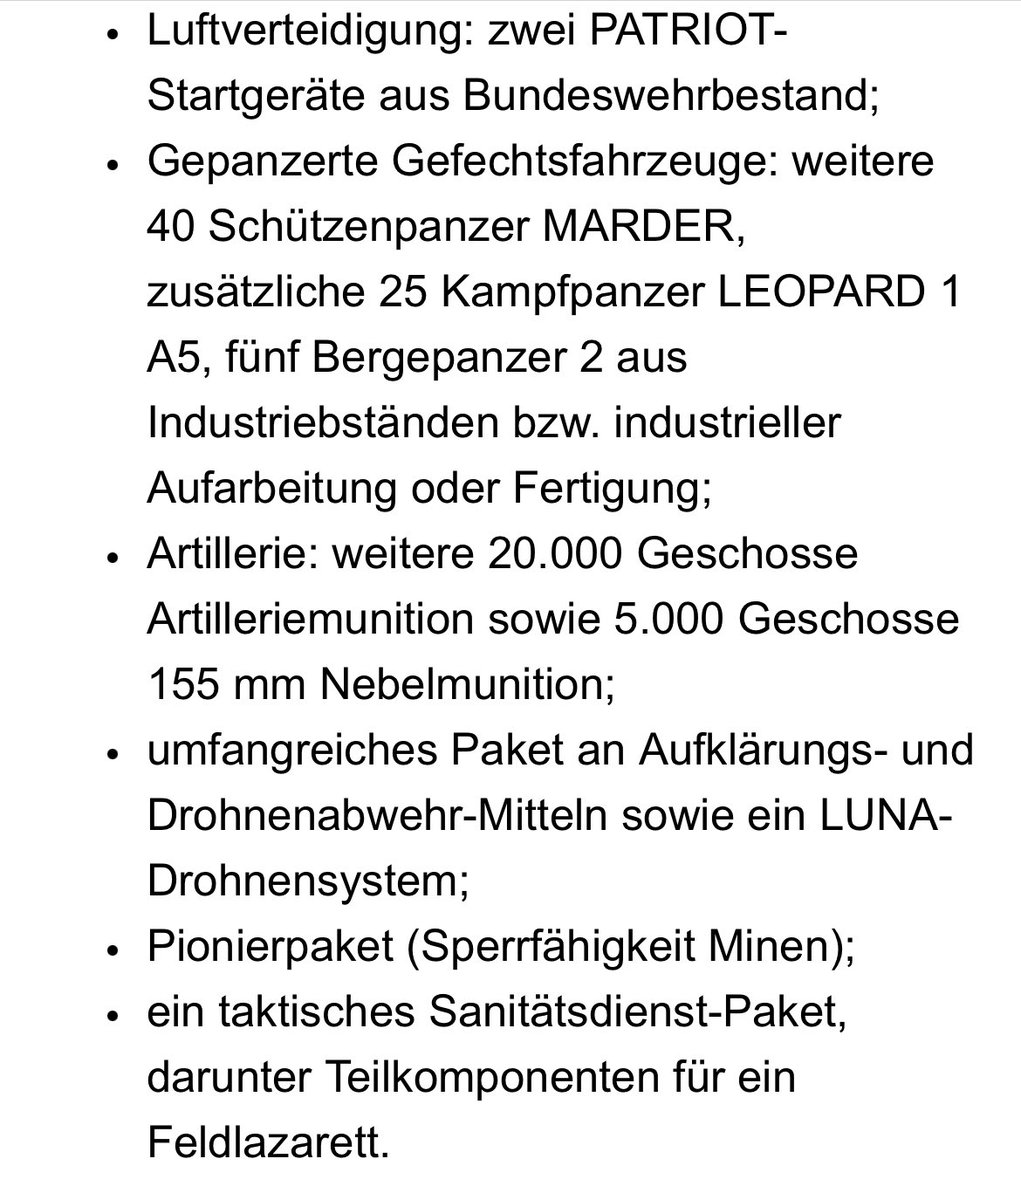 • Luftverteidigung: zwei PATRIOT-
Startgeräte aus Bundeswehrbestand;
• Gepanzerte Gefechtsfahrzeuge: weitere
40 Schützenpanzer MARDER,
zusätzliche 25 Kampfpanzer LEOPARD 1
A5, fünf Bergepanzer 2 aus
Industriebständen bzw. industrieller
Aufarbeitung oder Fertigung;
• Artillerie: weitere 20.000 Geschosse
Artilleriemunition sowie 5.000 Geschosse
155 mm Nebelmunition;
• umfangreiches Paket an Aufklärungs- und
Drohnenabwehr-Mitteln sowie ein LUNA-
Drohnensystem;
• Pionierpaket (Sperrfähigkeit Minen);
• ein taktisches Sanitätsdienst-Paket,
darunter Teilkomponenten für ein
Feldlazarett.